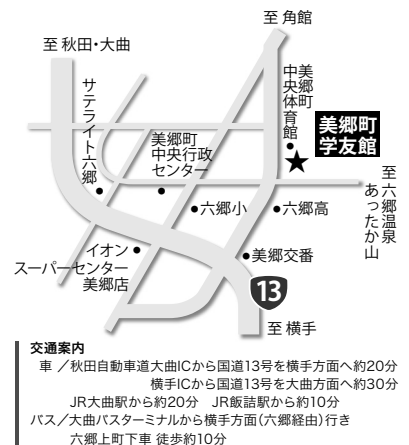 至 角館
至 秋田・大曲
サテライト六郷
美郷町
中央体育館
美郷町
学友館
美郷町
中央行政
センター
至 六郷温泉
あったか山
六郷小
六郷高
イオン
スーパーセンター
美郷店
美郷交番
13
至 横手
交通案内
車 ／秋田自動車道大曲ICから国道13号を横手方面へ約20分
横手ICから国道13号を大曲方面へ約30分
JR大曲駅から約20分 JR飯詰駅から約10分
バス／大曲バスターミナルから横手方面(六郷経由)行き
六郷上町下車 徒歩約10分